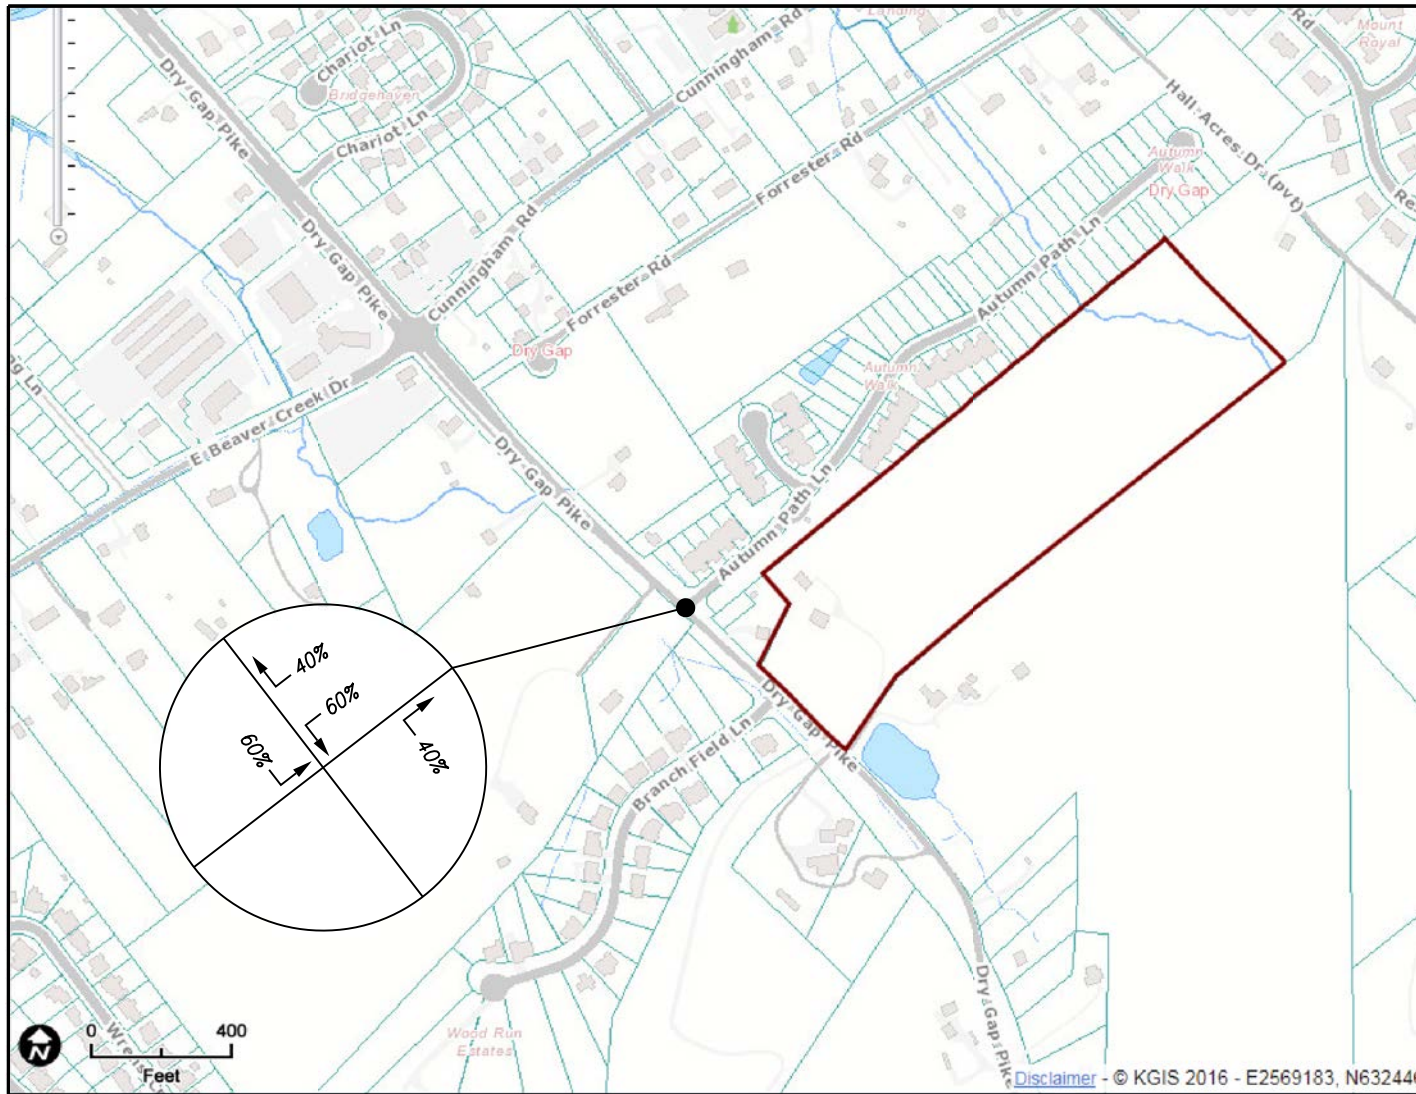 Landing
Rd
Mount
Royal
Chariot Ln
Cunningham Rd
Dry Gap Pike
Bridgehaven
Hall Acres Dr (pvt)
Chariot Ln
Forrester Rd
Autumn
Walk
Dry Gap
Dry Gap Pike
Cunningham Rd
Autumn Path Ln
Forrester Rd
Dry Gap
Autumn
Walk
E Beaver Creek Dr
Dry Gap Pike
Autumn Path Ln
Autumn Path Ln
40%
60%
60%
40%
Dry Gap Pike
Branch Field Ln
Dry Gap Pike
Wood Run
Estates
N
0 400
Feet
Disclaimer - © KGIS 2016 - E2569183, N63244